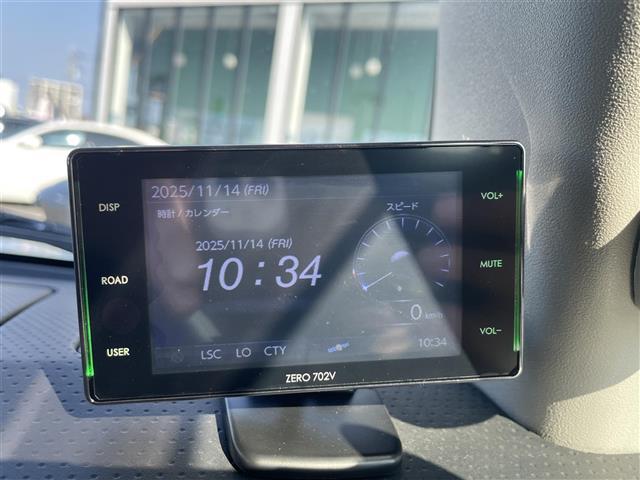 2025/11/14 (FRI)
時計 / カレンダー
スピード
2025/11/14 (FRI)
10:34
0 km/h
LSC LO CTY
10:34
DISP
ROAD
USER
VOL+
MUTE
VOL−
ZERO 702V